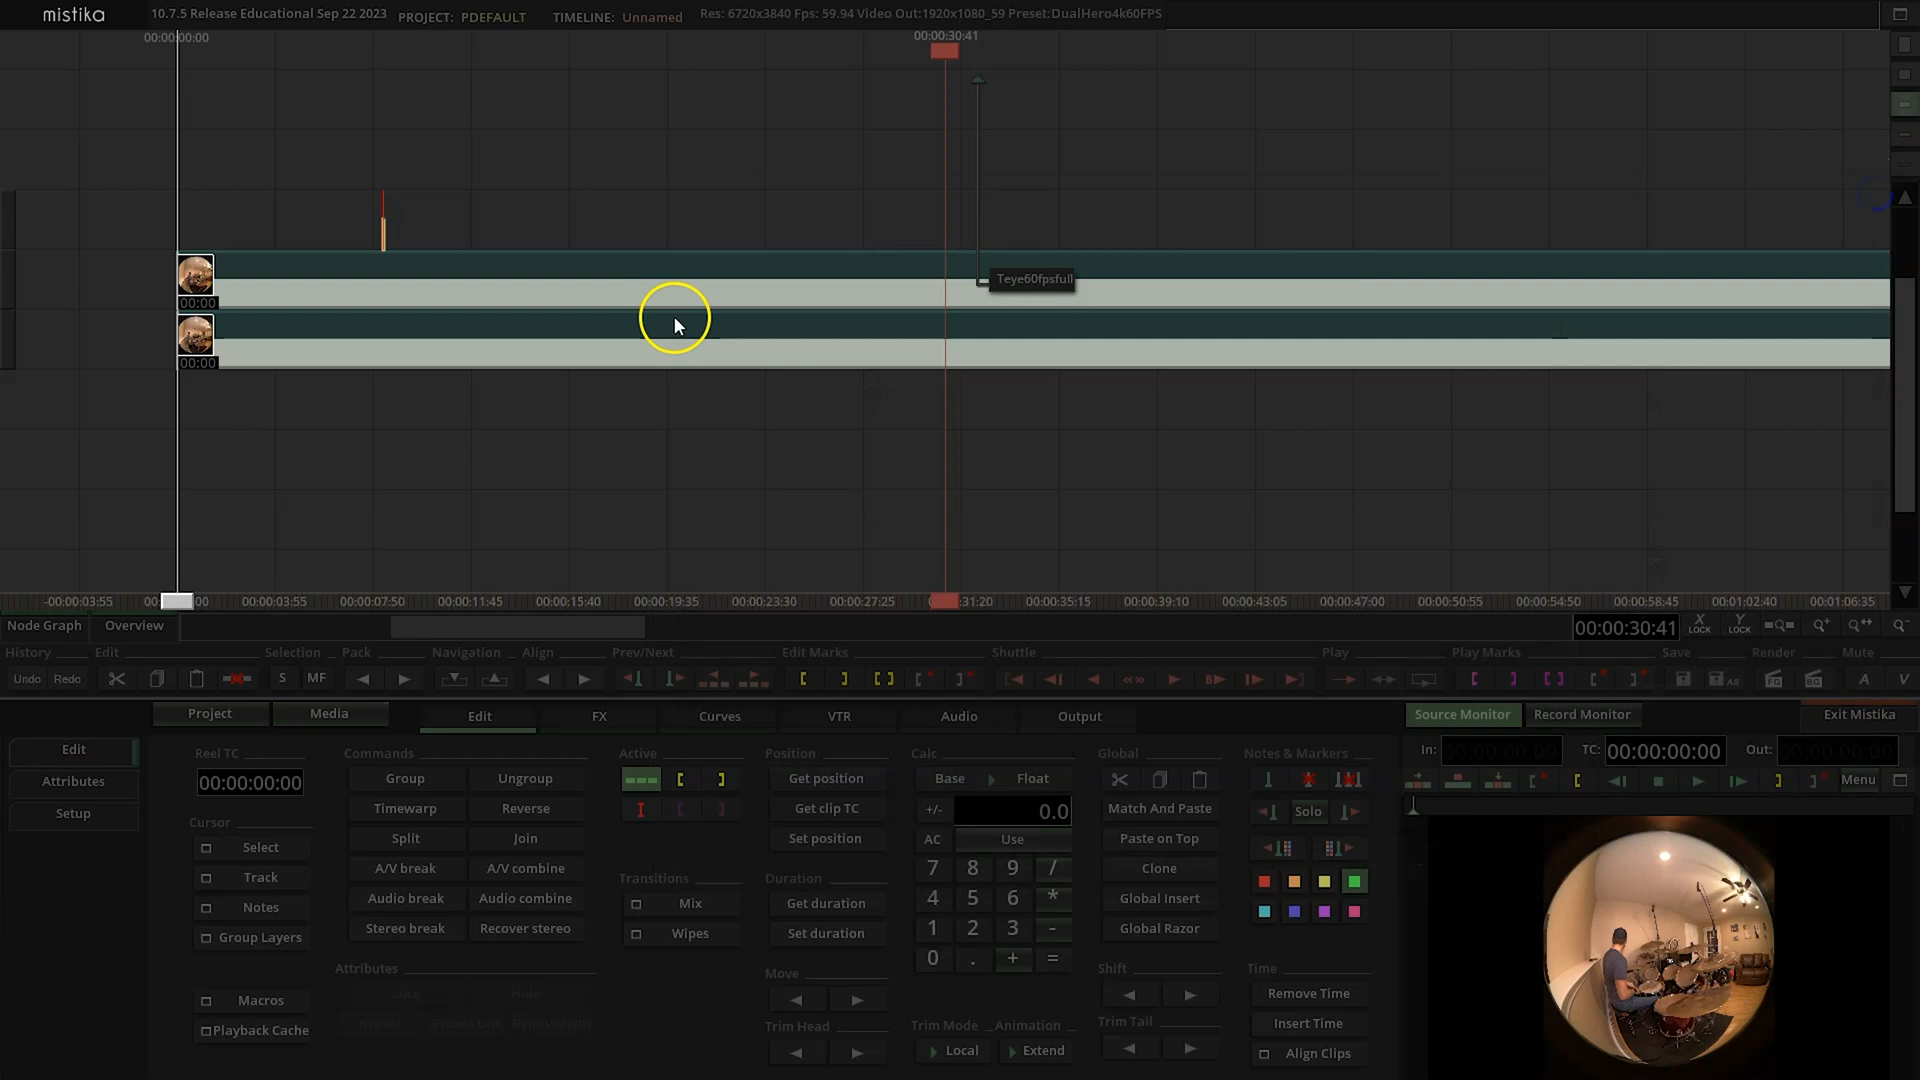 mistika
10.7.5 Release Educational Sep 22 2023 PROJECT: PDEFAULT TIMELINE: Unnamed Res: 6720x3840 Fps: 59.94 Video Out:1920x1080_59 Preset:DualHero4k60FPS
00:00:00:00 00:00:30:41
Teye60fpsfull
00:00
00:00
-00:00:03:55 00:00:03:55 00:00:07:50 00:00:11:45 00:00:15:40 00:00:19:35 00:00:23:30 00:00:27:25 00:00:35:15 00:00:39:10 00:00:43:05 00:00:47:00 00:00:50:55 00:00:54:50 00:00:58:45 00:01:02:40 00:01:06:35
Node Graph Overview 00:00:30:41 X LOCK Y LOCK
History Edit Selection Pack Navigation Align Prev/Next Edit Marks Shuttle Play Play Marks Save Render Mute
Undo Redo S MF AS FG BG A V
Project Media Edit FX Curves VTR Audio Output Source Monitor Record Monitor Exit Mistika
Edit Reel TC Commands Active Position Calc Global Notes & Markers In: 00:00:00:00 TC: 00:00:00:00 Out: 00:00:00:00
Attributes 00:00:00:00 Group Ungroup Get position Base Float Menu
Setup Timewarp Reverse Get clip TC +/- 0.0 Match And Paste Solo
Cursor Split Join Set position AC Use Paste on Top
Select A/V break A/V combine 7 8 9 / Clone
Track Audio break Audio combine Transitions Duration 4 5 6 * Global Insert
Notes Stereo break Recover stereo Mix Get duration 1 2 3 - Global Razor
Group Layers Wipes Set duration 0 . + =
Attributes Move Shift Time
Macros Lock Hide Remove Time
Playback Cache Bypass Bypass Left Bypass Right Trim Head Trim Mode Animation Trim Tail Insert Time
Local Extend Align Clips